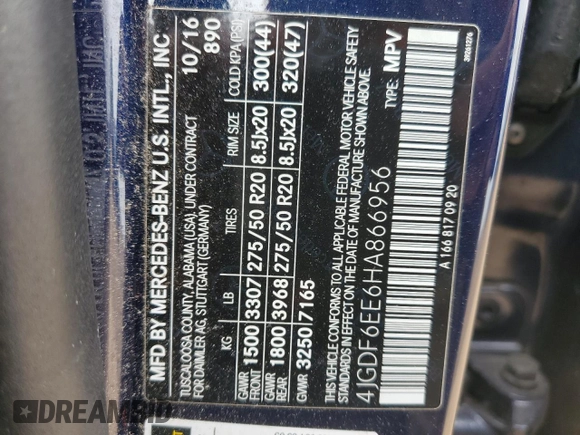 MFD BY MERCEDES-BENZ U.S. INTL., INC
TUSCALOOSA COUNTY, ALABAMA (USA), UNDER CONTRACT 10/16
FOR DAIMLER AG, STUTTGART (GERMANY) 890
KG LB TIRES RIM SIZE COLD KPA (PSI)
GAWR FRONT 1500 3307 275/50 R20 8.5Jx20 300(44)
GAWR REAR 1800 3968 275/50 R20 8.5Jx20 320(47)
GVWR 3250/7165
THIS VEHICLE CONFORMS TO ALL APPLICABLE FEDERAL MOTOR VEHICLE SAFETY
STANDARDS IN EFFECT ON THE DATE OF MANUFACTURE SHOWN ABOVE.
4JGDF6EE6HA866956 TYPE: MPV
A 166 817 09 20
39261276
DREAMBID